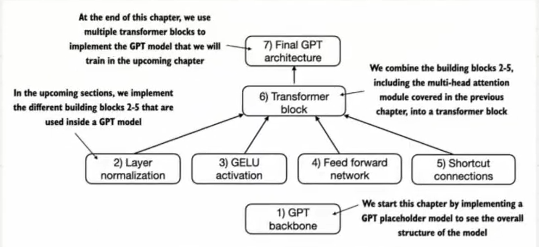 At the end of this chapter, we use
multiple transformer blocks to
implement the GPT model that we will
train in the upcoming chapter
7) Final GPT
architecture
We combine the building blocks 2-5,
including the multi-head attention
module covered in the previous
chapter, into a transformer block
In the upcoming sections, we implement
the different building blocks 2-5 that are
used inside a GPT model
6) Transformer
block
2) Layer
normalization
3) GELU
activation
4) Feed forward
network
5) Shortcut
connections
1) GPT
backbone
We start this chapter by implementing a
GPT placeholder model to see the overall
structure of the model